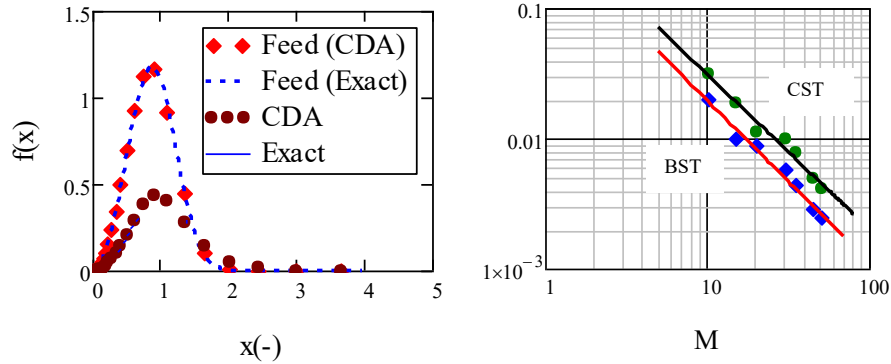 1.5
1
0.5
0
f(x)
0 1 2 3 4 5
x(-)
Feed (CDA)
Feed (Exact)
CDA
Exact
0.1
0.01
1×10⁻³
1 10 100
M
CST
BST